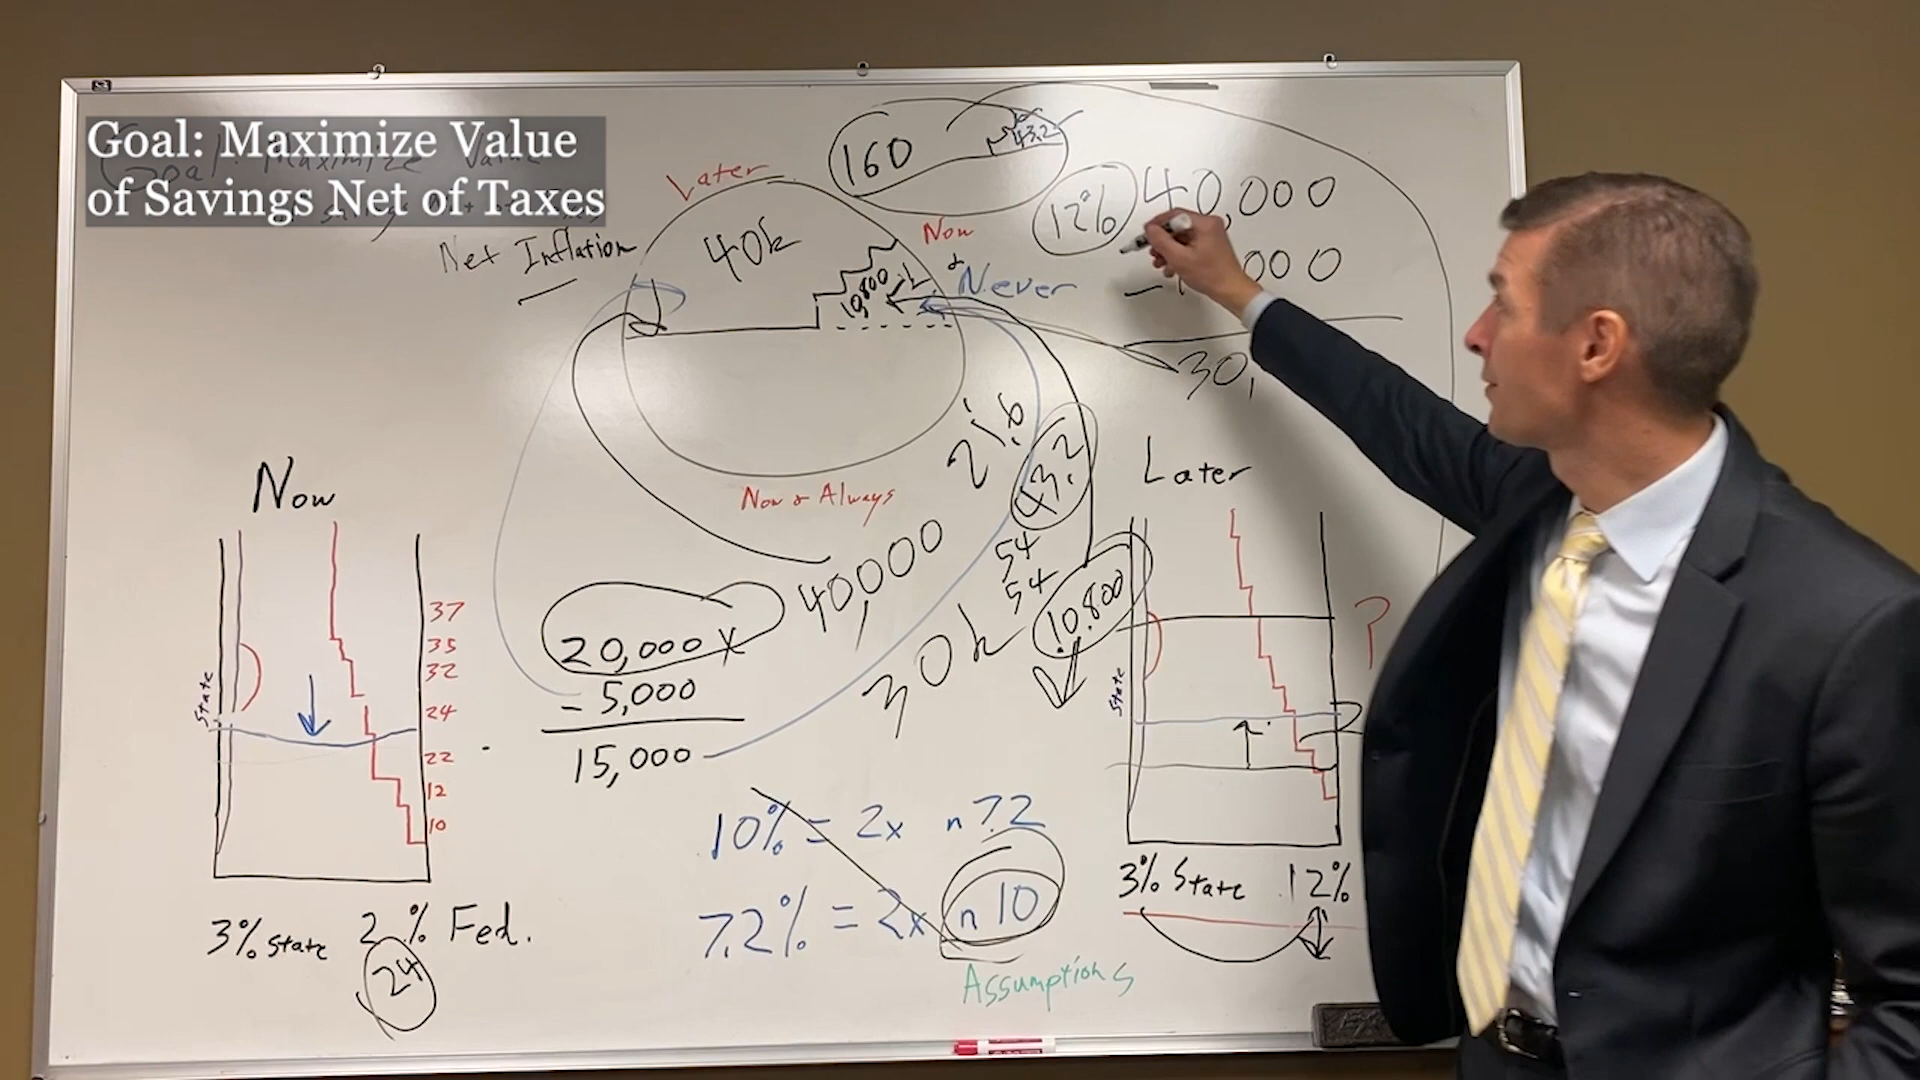 Goal: Maximize Value
of Savings Net of Taxes
Net Inflation
Later
160
43.2
12%
40,000
000
30,
40k
10,800
Now
&
Never
Now & Always
21.6
43.2
54
54
10,800
40,000
30k
20,000 x
- 5,000
15,000
Now
State
37
35
32
24
22
12
10
3% State 2 % Fed.
24
10% = 2x n 7.2
7.2% = 2x n 10
Assumptions
Later
State
?
3% State 12%